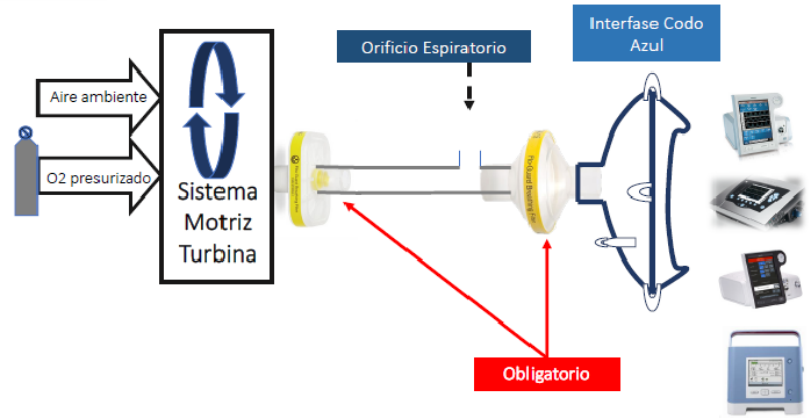 Interfase Codo
Azul
Orificio Espiratorio
Aire ambiente
O2 presurizado
Sistema
Motriz
Turbina
Obligatorio